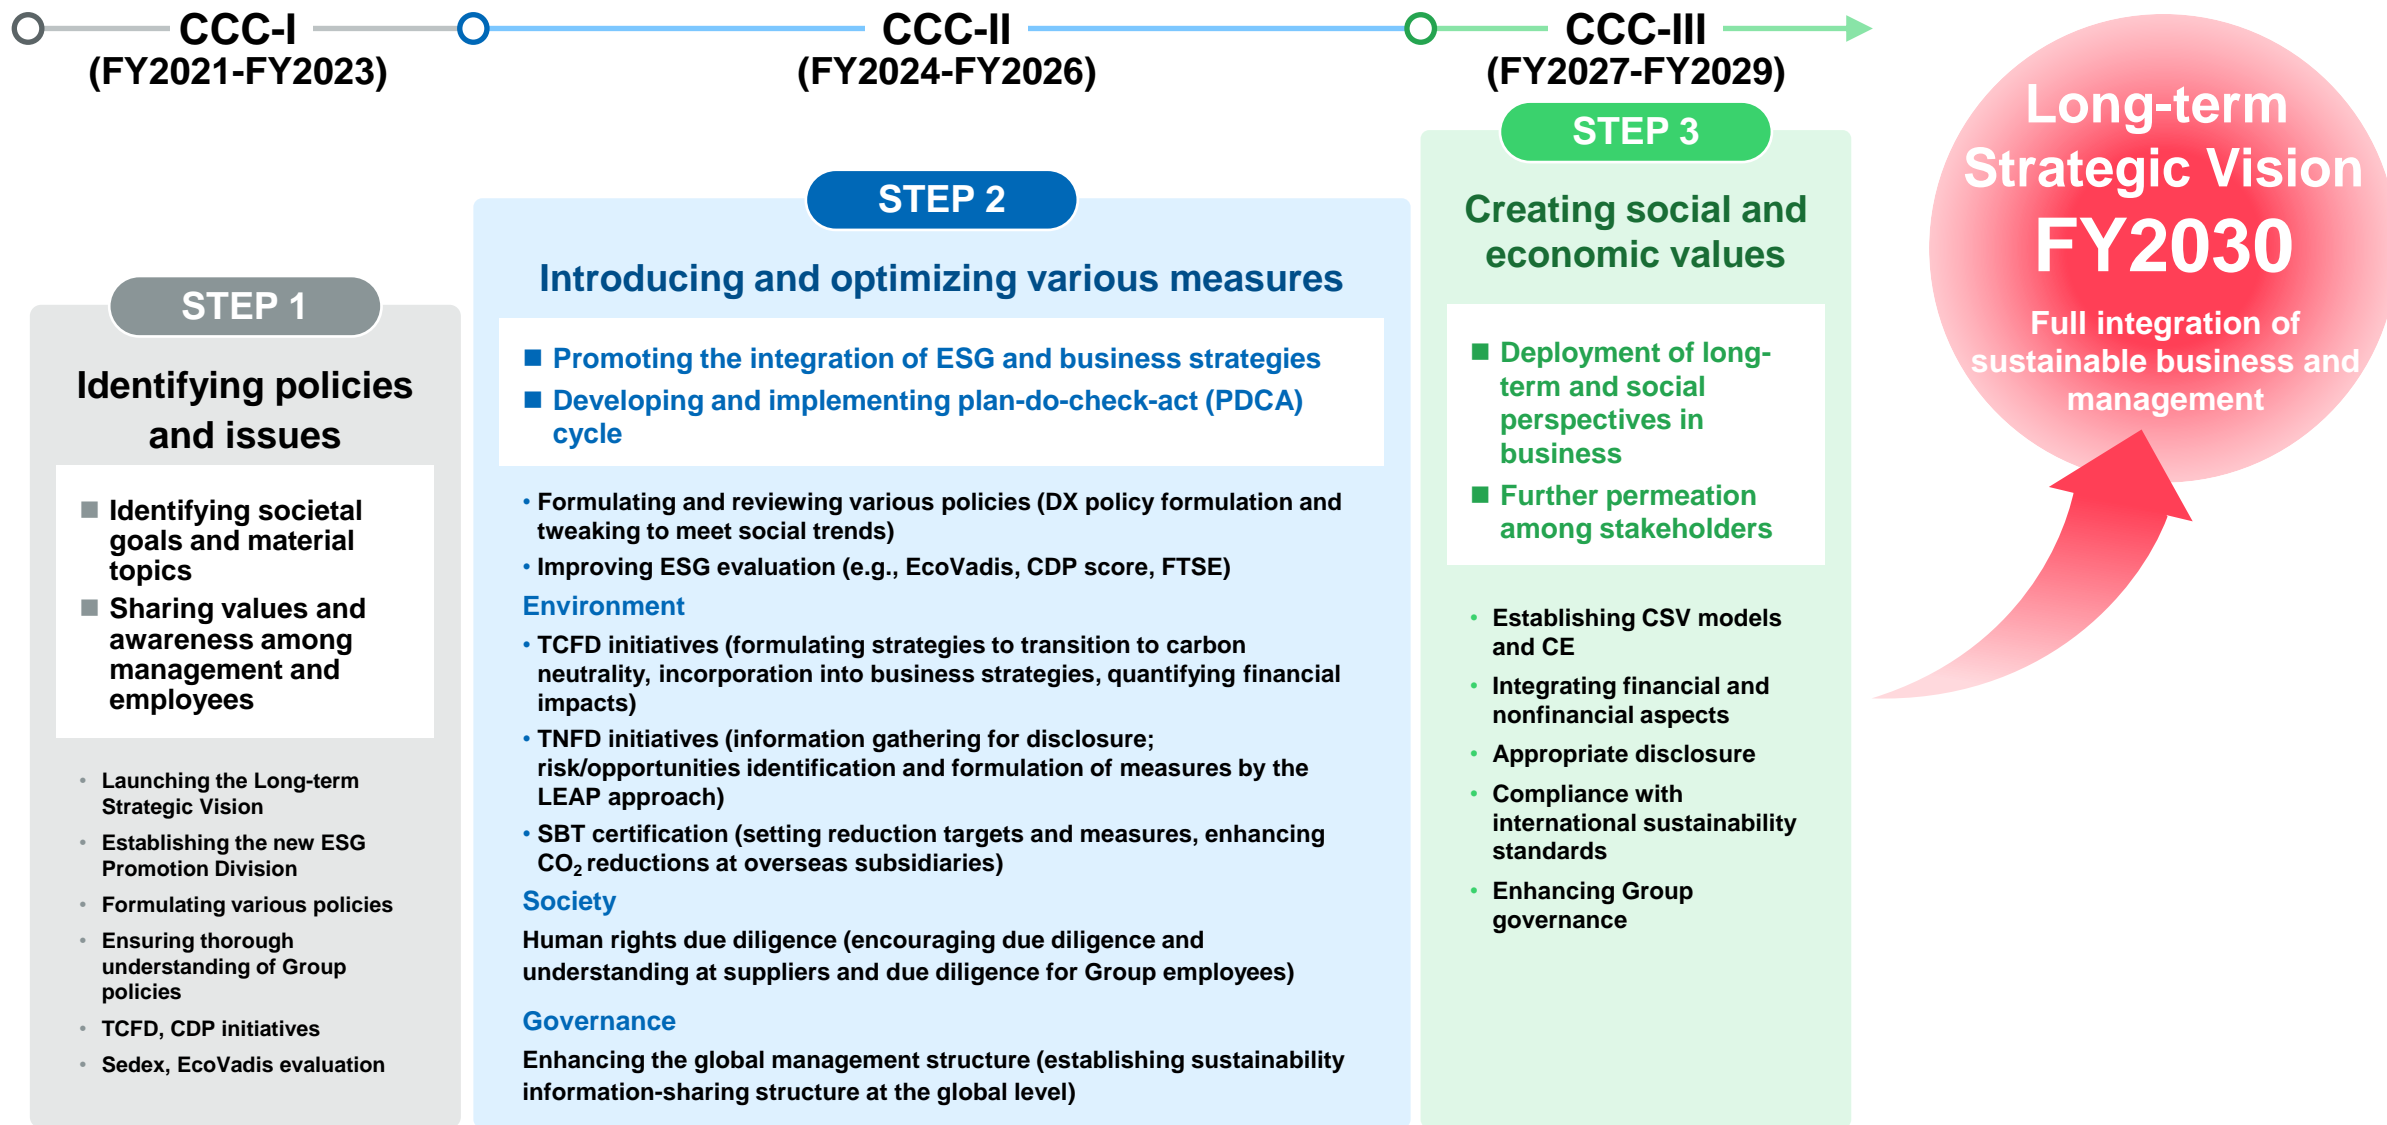 CCC-I
(FY2021-FY2023)
CCC-II
(FY2024-FY2026)
CCC-III
(FY2027-FY2029)
STEP 1
Identifying policies
and issues
■ Identifying societal
goals and material
topics
■ Sharing values and
awareness among
management and
employees
• Launching the Long-term
Strategic Vision
• Establishing the new ESG
Promotion Division
• Formulating various policies
• Ensuring thorough
understanding of Group
policies
• TCFD, CDP initiatives
• Sedex, EcoVadis evaluation
STEP 2
Introducing and optimizing various measures
■ Promoting the integration of ESG and business strategies
■ Developing and implementing plan-do-check-act (PDCA)
cycle
• Formulating and reviewing various policies (DX policy formulation and
tweaking to meet social trends)
• Improving ESG evaluation (e.g., EcoVadis, CDP score, FTSE)
Environment
• TCFD initiatives (formulating strategies to transition to carbon
neutrality, incorporation into business strategies, quantifying financial
impacts)
• TNFD initiatives (information gathering for disclosure;
risk/opportunities identification and formulation of measures by the
LEAP approach)
• SBT certification (setting reduction targets and measures, enhancing
CO₂ reductions at overseas subsidiaries)
Society
Human rights due diligence (encouraging due diligence and
understanding at suppliers and due diligence for Group employees)
Governance
Enhancing the global management structure (establishing sustainability
information-sharing structure at the global level)
STEP 3
Creating social and
economic values
■ Deployment of long-
term and social
perspectives in
business
■ Further permeation
among stakeholders
• Establishing CSV models
and CE
• Integrating financial and
nonfinancial aspects
• Appropriate disclosure
• Compliance with
international sustainability
standards
• Enhancing Group
governance
Long-term
Strategic Vision
FY2030
Full integration of
sustainable business and
management